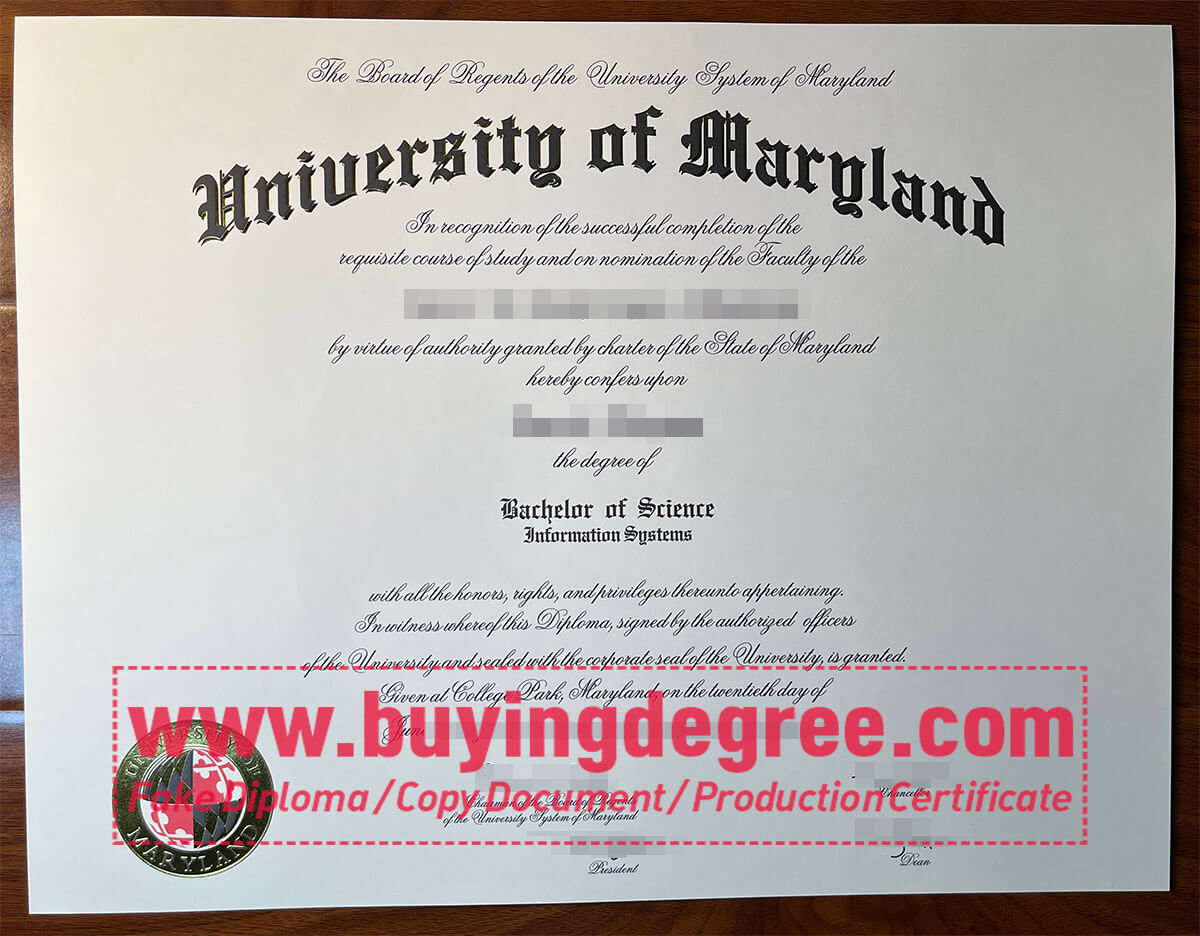 The Board of Regents of the University System of Maryland
University of Maryland
In recognition of the successful completion of the
requisite course of study and on nomination of the Faculty of the
by virtue of authority granted by charter of the State of Maryland
hereby confers upon
the degree of
Bachelor of Science
Information Systems
with all the honors, rights, and privileges thereunto appertaining.
In witness whereof this Diploma, signed by the authorized officers
of the University and sealed with the corporate seal of the University, is granted.
Given at College Park, Maryland, on the twentieth day of
June
www.buyingdegree.com
Fake Diploma / Copy Document / Production Certificate
UNIVERSITY OF
MARYLAND
Chairman of the Board of Regents
of the University System of Maryland
Chancellor
President
Dean